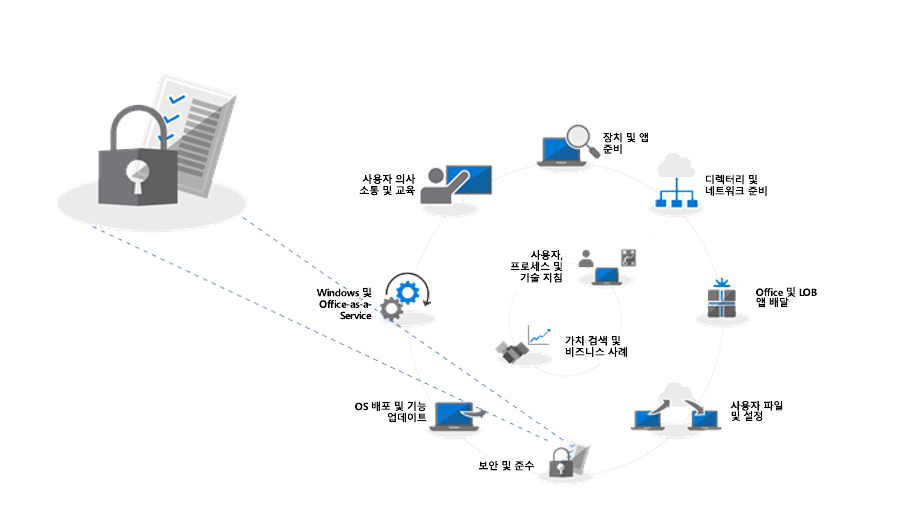 장치 및 앱
준비
사용자 의사
소통 및 교육
디렉터리 및
네트워크 준비
사용자,
프로세스 및
기술 지침
Windows 및
Office-as-a-
Service
Office 및 LOB
앱 배달
가치 검색 및
비즈니스 사례
OS 배포 및 기능
업데이트
사용자 파일
및 설정
보안 및 준수